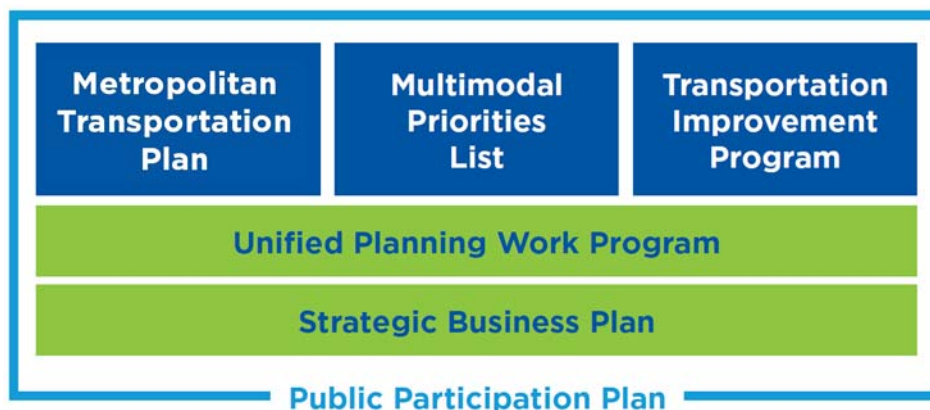 Metropolitan
Transportation
Plan
Multimodal
Priorities
List
Transportation
Improvement
Program
Unified Planning Work Program
Strategic Business Plan
Public Participation Plan